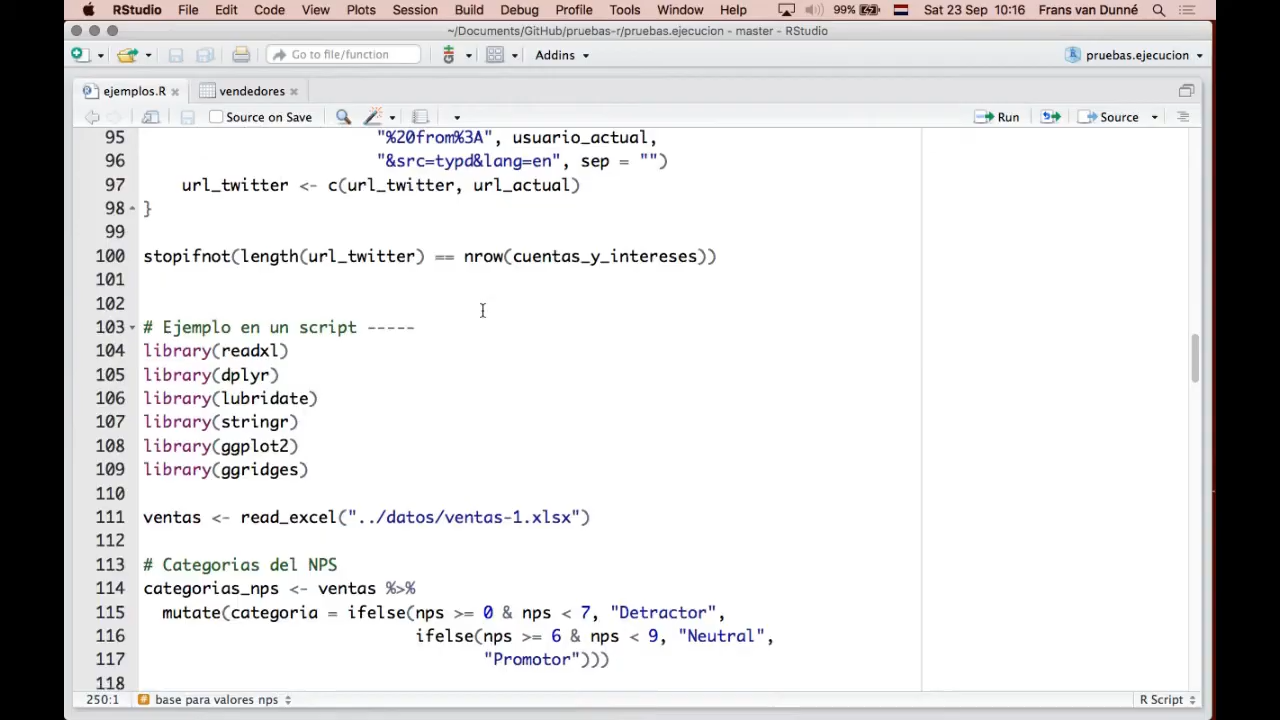 RStudio File Edit Code View Plots Session Build Debug Profile Tools Window Help 99% Sat 23 Sep 10:16 Frans van Dunné
~/Documents/GitHub/pruebas-r/pruebas.ejecucion - master - RStudio
Go to file/function Addins pruebas.ejecucion
ejemplos.R vendedores
Source on Save Run Source
95 "%20from%3A", usuario_actual,
96 "&src=typd&lang=en", sep = "")
97 url_twitter <- c(url_twitter, url_actual)
98 }
99
100 stopifnot(length(url_twitter) == nrow(cuentas_y_intereses))
101
102
103 # Ejemplo en un script -----
104 library(readxl)
105 library(dplyr)
106 library(lubridate)
107 library(stringr)
108 library(ggplot2)
109 library(ggridges)
110
111 ventas <- read_excel("../datos/ventas-1.xlsx")
112
113 # Categorias del NPS
114 categorias_nps <- ventas %>%
115 mutate(categoria = ifelse(nps >= 0 & nps < 7, "Detractor",
116 ifelse(nps >= 6 & nps < 9, "Neutral",
117 "Promotor")))
118
250:1 # base para valores nps R Script